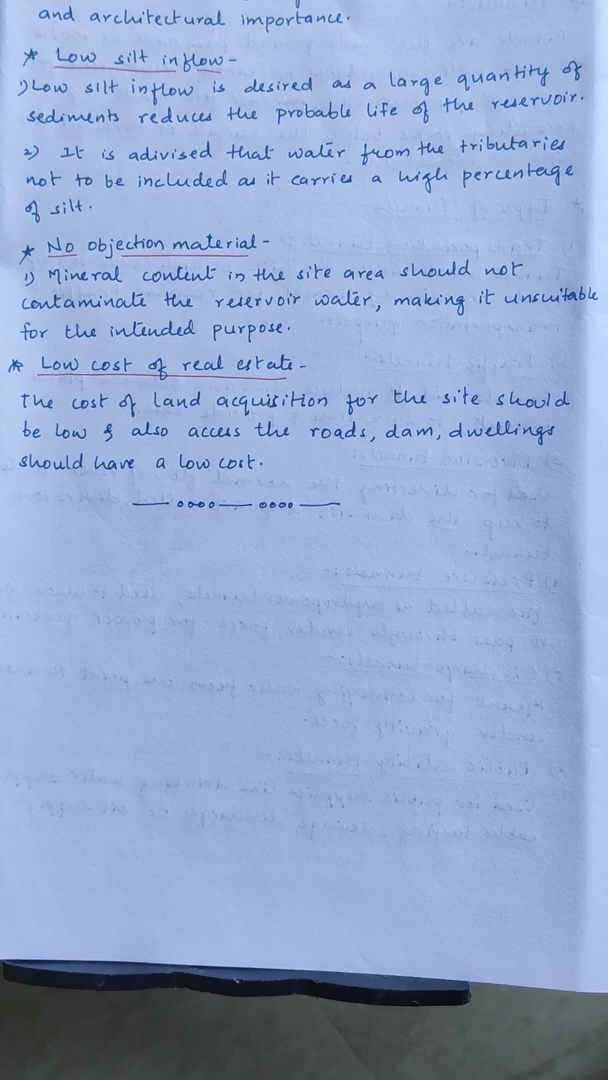 and architectural importance.
* Low silt inflow -
1) Low silt inflow is desired as a large quantity of
sediments reduces the probable life of the reservoir.
2) It is adivised that water from the tributaries
not to be included as it carries a high percentage
of silt.
* No objection material -
1) Mineral content in the site area should not
contaminate the reservoir water, making it unsuitable
for the intended purpose.
* Low cost of real estate -
The cost of land acquisition for the site should
be low & also access the roads, dam, dwellings
should have a low cost.